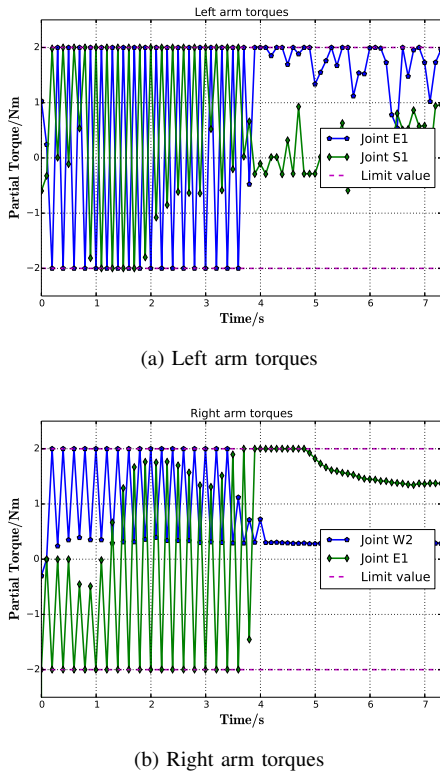 Left arm torques
Partial Torque/Nm
2
1
0
−1
−2
Joint E1
Joint S1
Limit value
0 1 2 3 4 5 6 7
Time/s
(a) Left arm torques
Right arm torques
Partial Torque/Nm
2
1
0
−1
−2
Joint W2
Joint E1
Limit value
0 1 2 3 4 5 6 7
Time/s
(b) Right arm torques